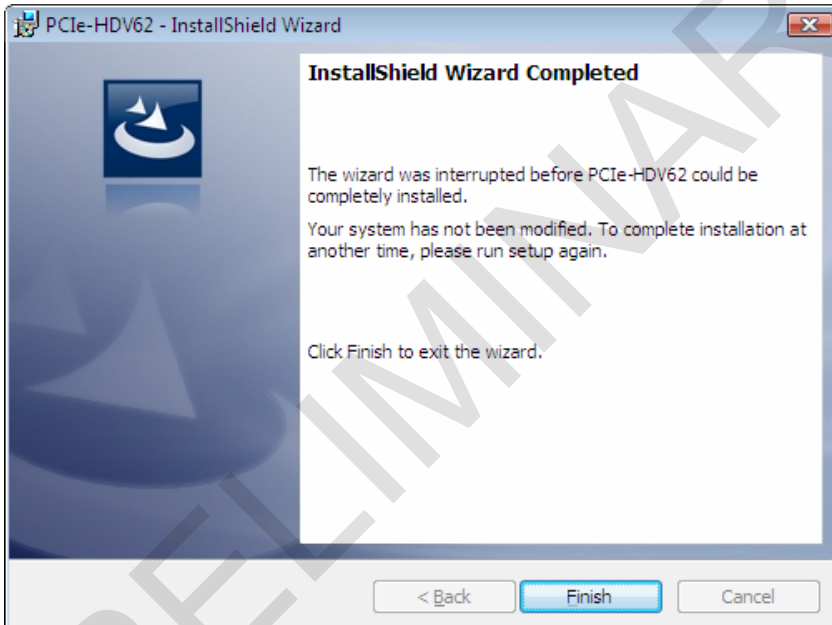 PCIe-HDV62 - InstallShield Wizard
InstallShield Wizard Completed
The wizard was interrupted before PCIe-HDV62 could be
completely installed.
Your system has not been modified. To complete installation at
another time, please run setup again.
Click Finish to exit the wizard.
< Back
Finish
Cancel